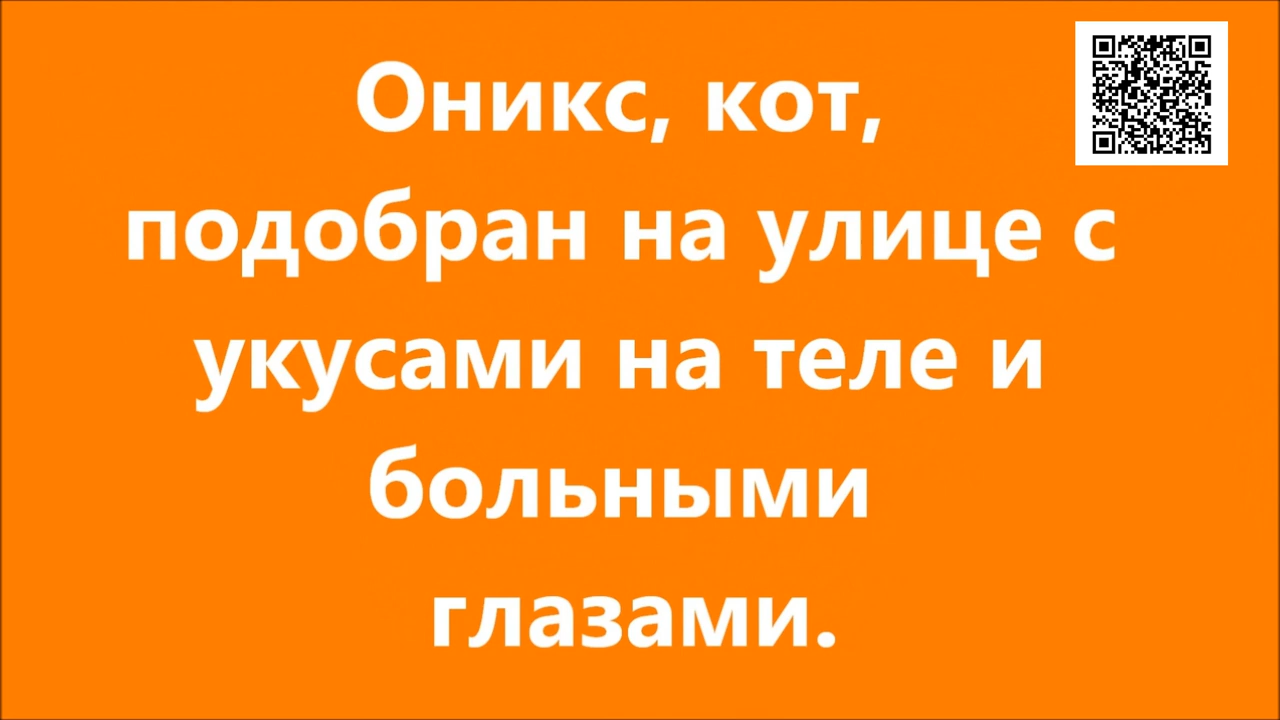 Оникс, кот,
подобран на улице с
укусами на теле и
больными
глазами.